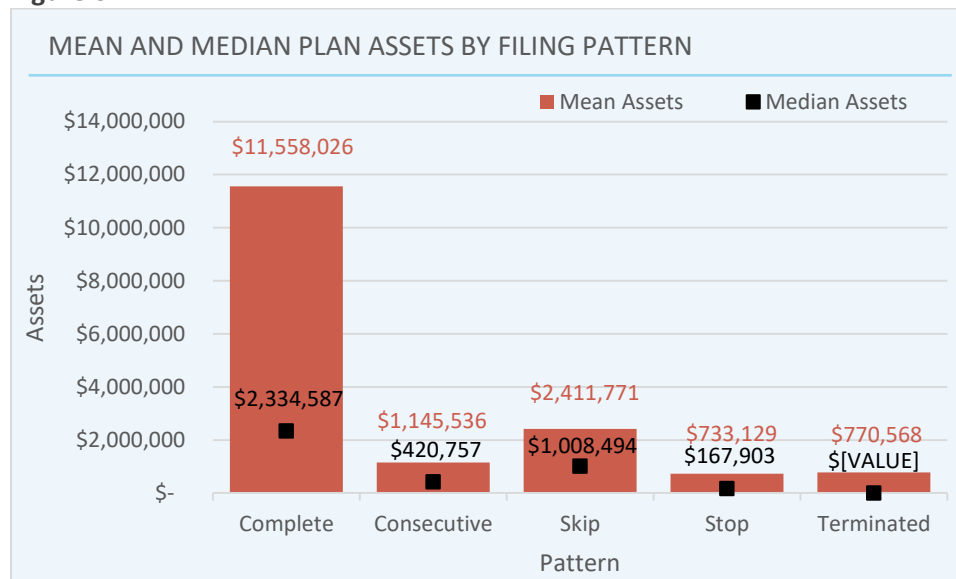 MEAN AND MEDIAN PLAN ASSETS BY FILING PATTERN
Mean Assets Median Assets
$14,000,000
$11,558,026
$12,000,000
$10,000,000
$8,000,000
Assets
$6,000,000
$4,000,000
$2,334,587
$2,411,771
$1,145,536
$733,129
$770,568
$2,000,000
$420,757
$1,008,494
$167,903
$[VALUE]
$-
Complete Consecutive Skip Stop Terminated
Pattern